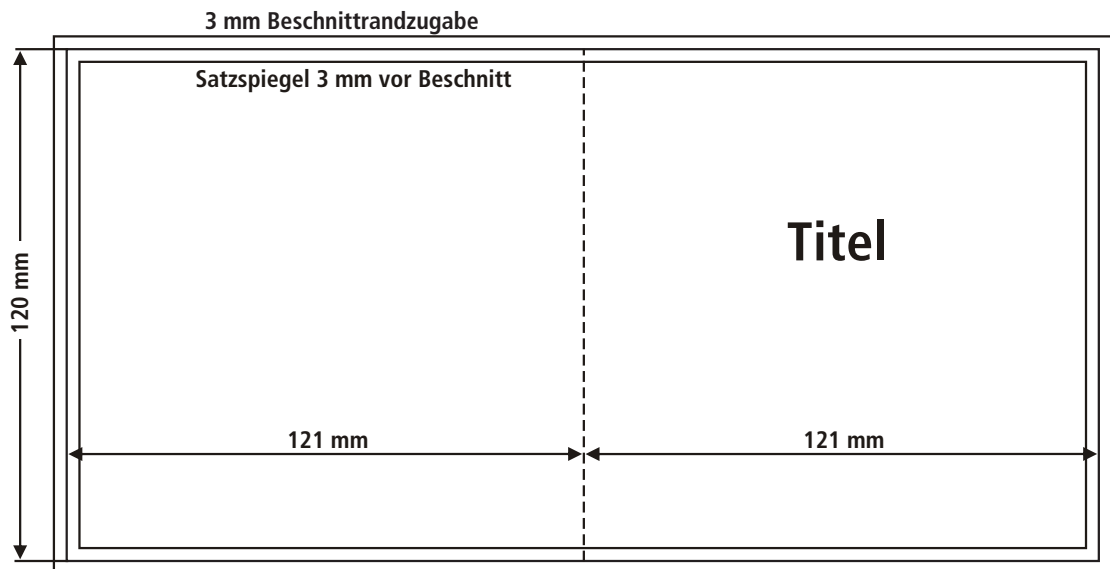 3 mm Beschnittrandzugabe
Satzspiegel 3 mm vor Beschnitt
Titel
120 mm
121 mm
121 mm